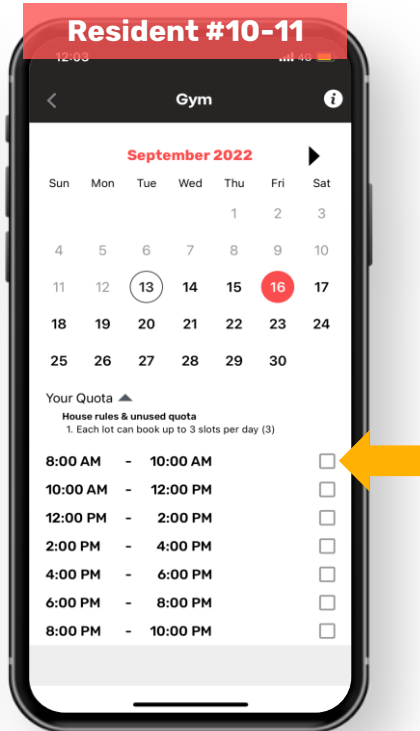 Resident #10-11
12:03 4G
Gym
September 2022
Sun Mon Tue Wed Thu Fri Sat
1 2 3
4 5 6 7 8 9 10
11 12 13 14 15 16 17
18 19 20 21 22 23 24
25 26 27 28 29 30
Your Quota
House rules & unused quota
1. Each lot can book up to 3 slots per day (3)
8:00 AM - 10:00 AM
10:00 AM - 12:00 PM
12:00 PM - 2:00 PM
2:00 PM - 4:00 PM
4:00 PM - 6:00 PM
6:00 PM - 8:00 PM
8:00 PM - 10:00 PM